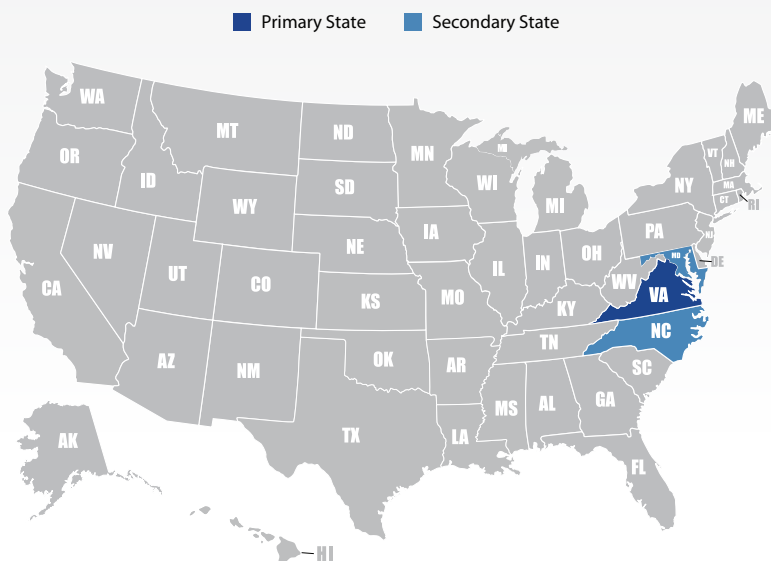 Primary State Secondary State
WA
MT
ND
MN
MI
ME
OR
ID
SD
WI
MI
NY
VT
NH
MA
CT
RI
WY
IA
PA
NJ
NV
NE
IL
IN
OH
MD
DE
UT
CO
WV
CA
KS
MO
KY
VA
AZ
NM
OK
AR
TN
NC
SC
TX
LA
MS
AL
GA
AK
FL
HI